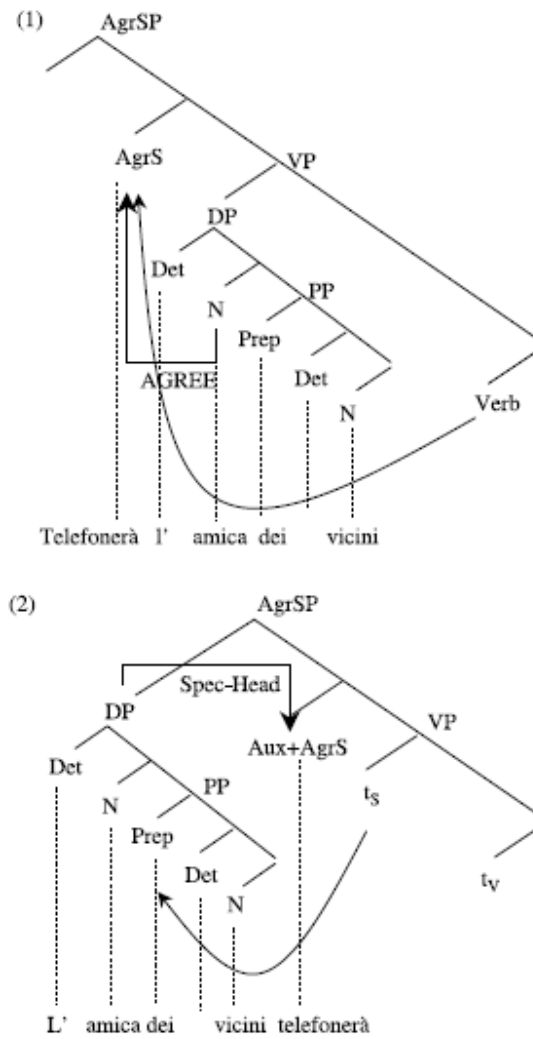 (1)
AgrSP
AgrS
VP
DP
Det
N
PP
Prep
Det
N
Verb
AGREE
Telefonerà l' amica dei vicini
(2)
AgrSP
Spec-Head
DP
VP
Aux+AgrS
Det
N
PP
tS
Prep
Det
N
tV
L' amica dei vicini telefonerà